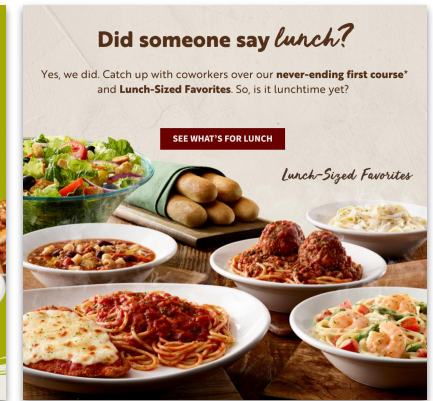 Did someone say lunch?
Yes, we did. Catch up with coworkers over our never-ending first course*
and Lunch-Sized Favorites. So, is it lunchtime yet?
SEE WHAT'S FOR LUNCH
Lunch-Sized Favorites